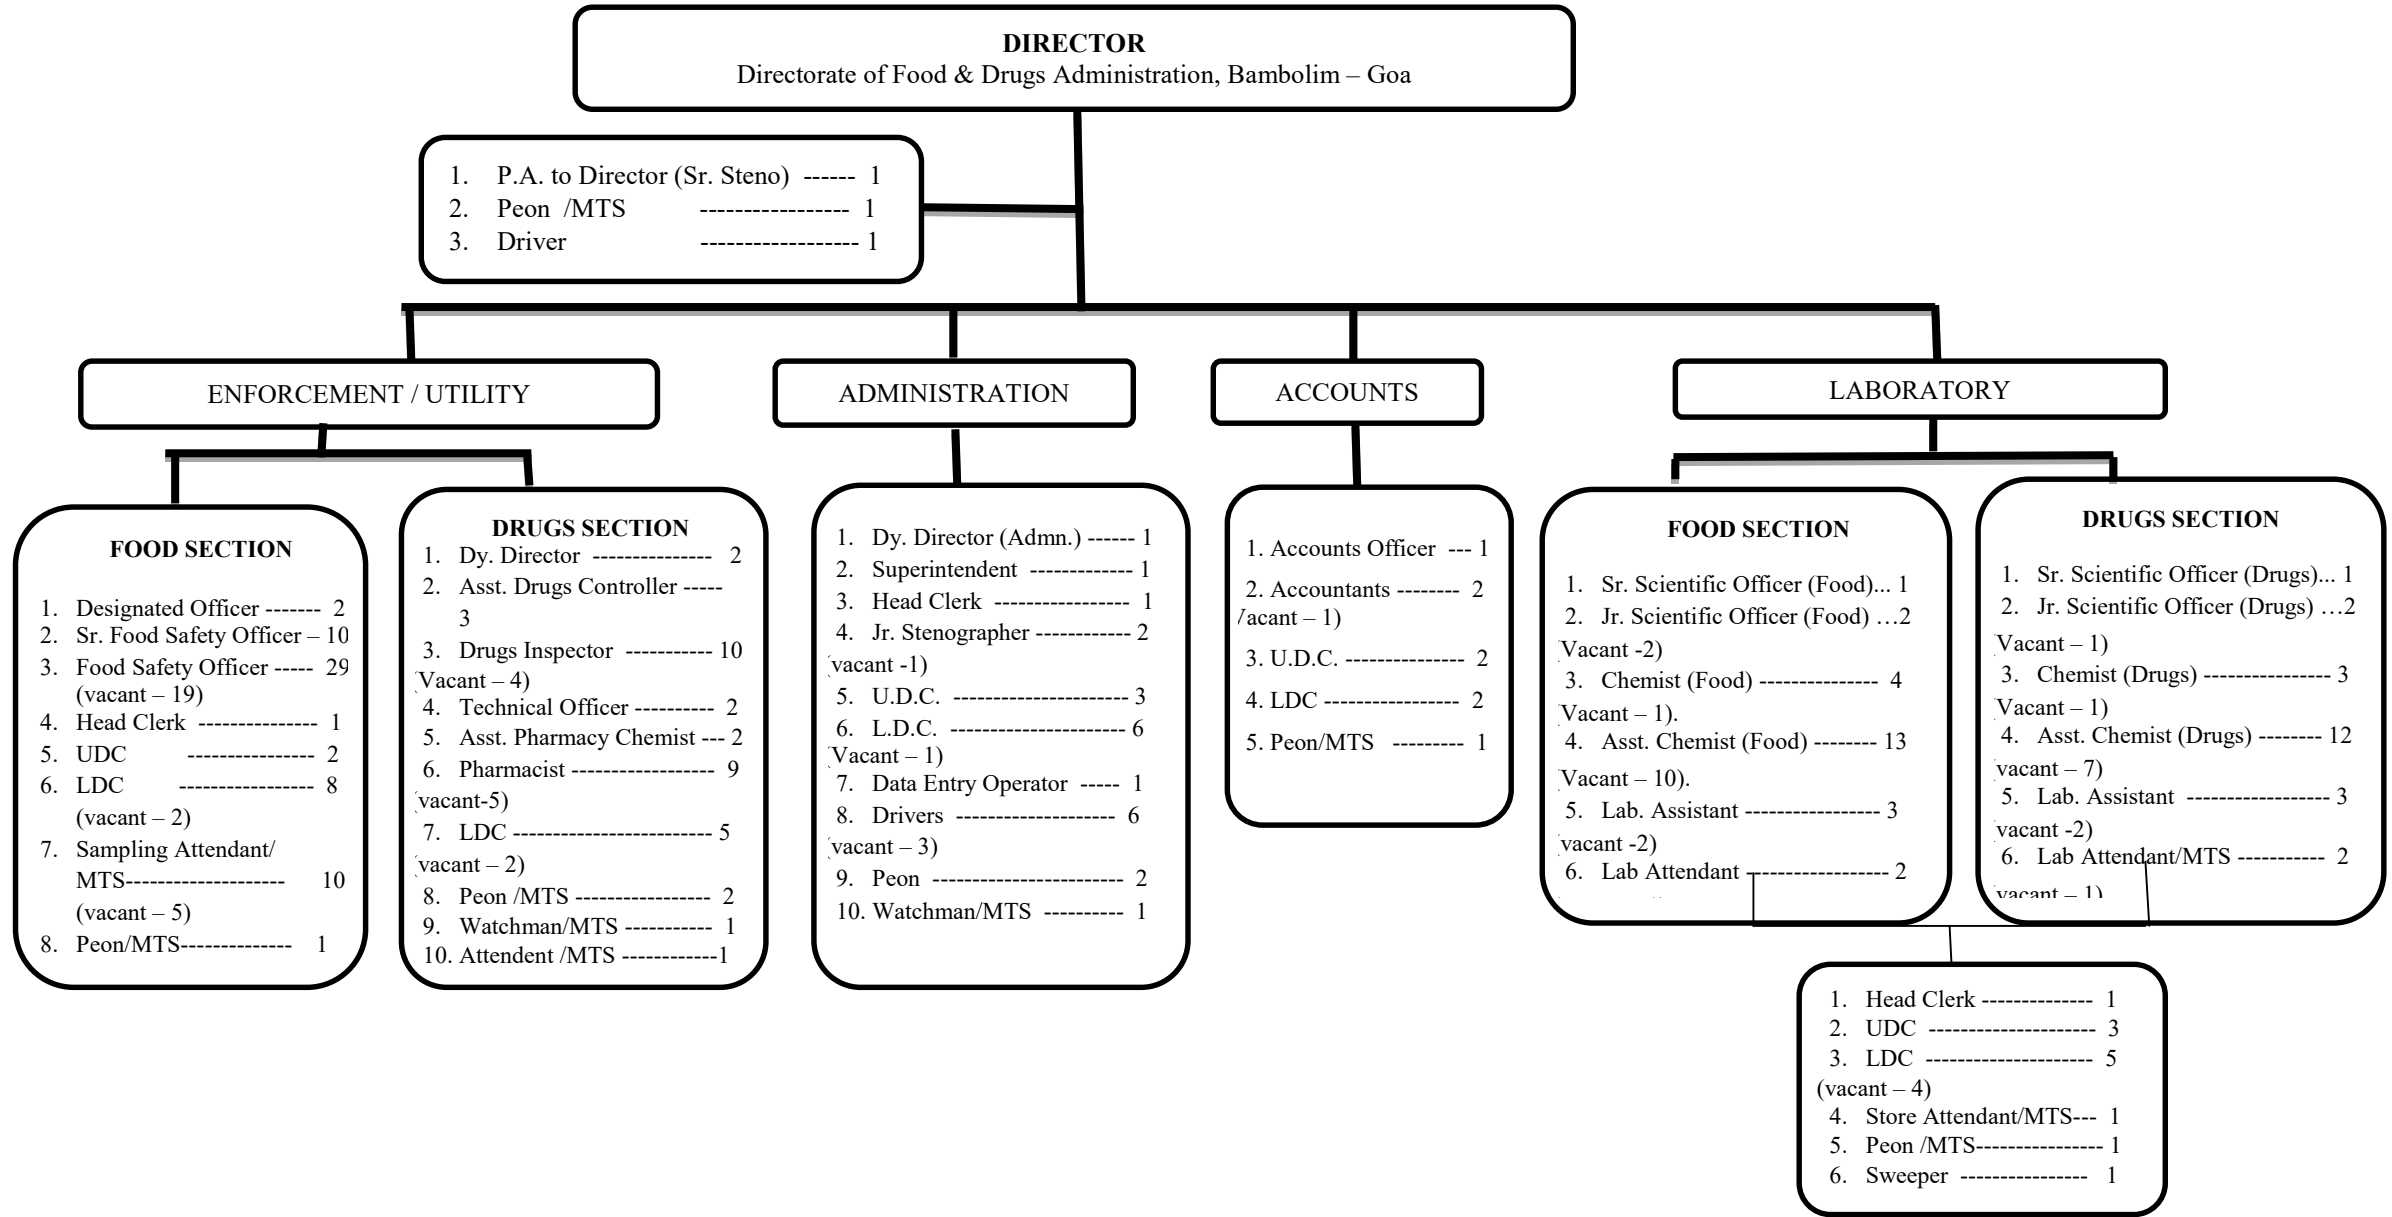 DIRECTOR
Directorate of Food & Drugs Administration, Bambolim – Goa
1. P.A. to Director (Sr. Steno) ------ 1
2. Peon /MTS ----------------- 1
3. Driver ------------------ 1
ENFORCEMENT / UTILITY
ADMINISTRATION
ACCOUNTS
LABORATORY
FOOD SECTION
1. Designated Officer ------- 2
2. Sr. Food Safety Officer – 10
3. Food Safety Officer ----- 29
(vacant – 19)
4. Head Clerk --------------- 1
5. UDC ---------------- 2
6. LDC ----------------- 8
(vacant – 2)
7. Sampling Attendant/
MTS-------------------- 10
(vacant – 5)
8. Peon/MTS-------------- 1
DRUGS SECTION
1. Dy. Director --------------- 2
2. Asst. Drugs Controller -----
3
3. Drugs Inspector ----------- 10
(Vacant – 4)
4. Technical Officer ---------- 2
5. Asst. Pharmacy Chemist --- 2
6. Pharmacist ------------------ 9
(vacant-5)
7. LDC ------------------------- 5
(vacant – 2)
8. Peon /MTS ----------------- 2
9. Watchman/MTS ----------- 1
10. Attendent /MTS ------------1
1. Dy. Director (Admn.) ------ 1
2. Superintendent ------------- 1
3. Head Clerk ----------------- 1
4. Jr. Stenographer ------------ 2
(vacant -1)
5. U.D.C. ----------------------- 3
6. L.D.C. ---------------------- 6
(Vacant – 1)
7. Data Entry Operator ----- 1
8. Drivers -------------------- 6
(vacant – 3)
9. Peon ------------------------ 2
10. Watchman/MTS ---------- 1
1. Accounts Officer --- 1
2. Accountants -------- 2
Vacant – 1)
3. U.D.C. --------------- 2
4. LDC ----------------- 2
5. Peon/MTS --------- 1
FOOD SECTION
1. Sr. Scientific Officer (Food)... 1
2. Jr. Scientific Officer (Food) …2
(Vacant -2)
3. Chemist (Food) --------------- 4
(Vacant – 1).
4. Asst. Chemist (Food) -------- 13
(Vacant – 10).
5. Lab. Assistant ----------------- 3
(vacant -2)
6. Lab Attendant ------------------ 2
DRUGS SECTION
1. Sr. Scientific Officer (Drugs)... 1
2. Jr. Scientific Officer (Drugs) …2
(Vacant – 1)
3. Chemist (Drugs) ---------------- 3
(Vacant – 1)
4. Asst. Chemist (Drugs) -------- 12
(vacant – 7)
5. Lab. Assistant ------------------ 3
(vacant -2)
6. Lab Attendant/MTS ----------- 2
(vacant – 1)
1. Head Clerk -------------- 1
2. UDC --------------------- 3
3. LDC --------------------- 5
(vacant – 4)
4. Store Attendant/MTS--- 1
5. Peon /MTS---------------- 1
6. Sweeper ---------------- 1